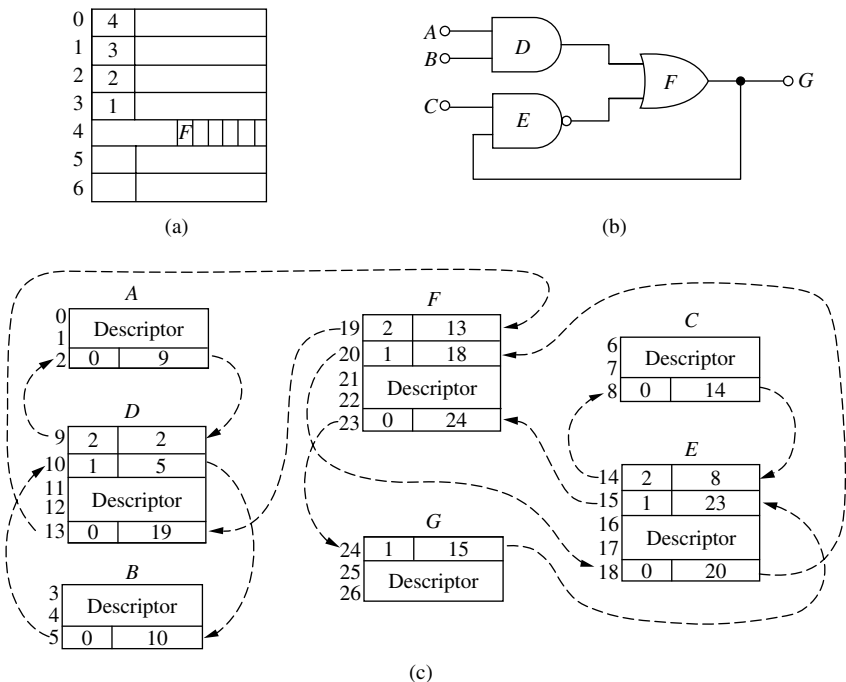 0 4
1 3
2 2
3 1
4 F
5
6
(a)
A
B
C
D
E
F
G
(b)
A
0 Descriptor
1
2 0 9
D
9 2 2
10 1 5
11 Descriptor
12
13 0 19
B
3 Descriptor
4
5 0 10
F
19 2 13
20 1 18
21 Descriptor
22
23 0 24
G
24 1 15
25 Descriptor
26
C
6 Descriptor
7
8 0 14
E
14 2 8
15 1 23
16 Descriptor
17
18 0 20
(c)